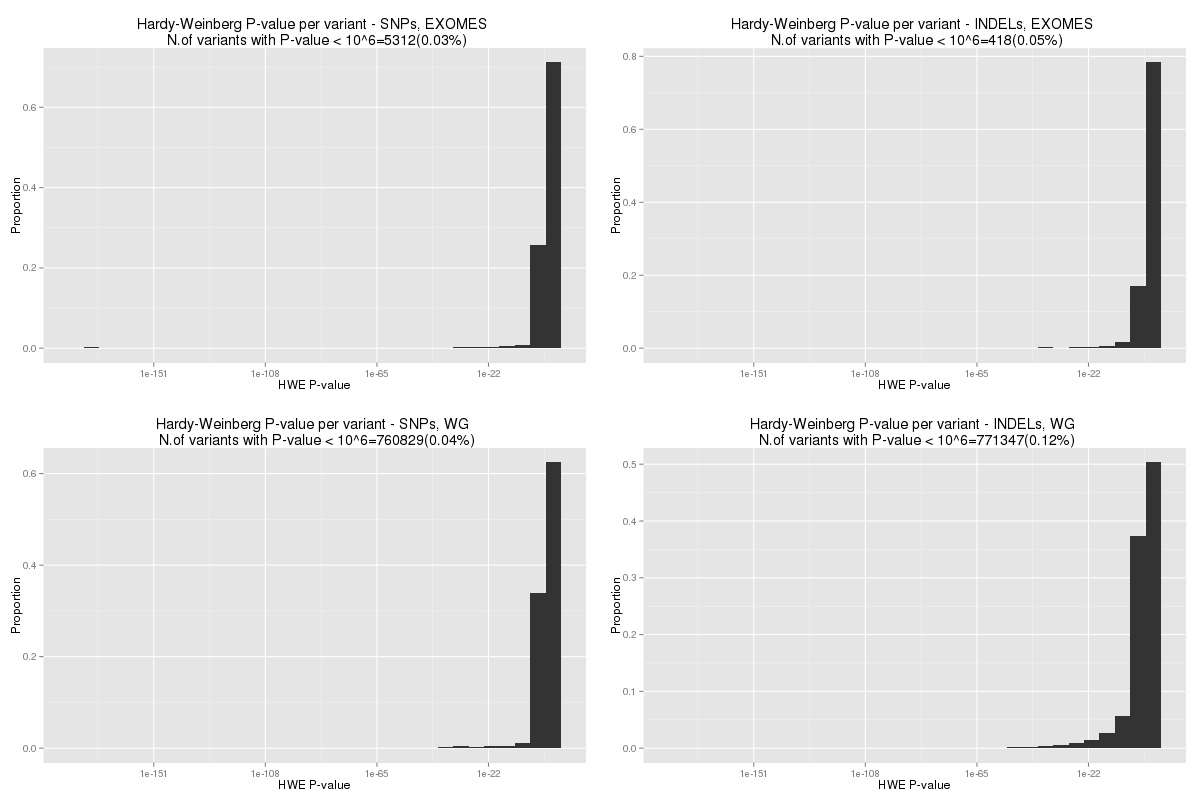 Hardy-Weinberg P-value per variant - SNPs, EXOMES
N.of variants with P-value < 10^6=5312(0.03%)
Proportion
0.6
0.4
0.2
0.0
1e-151
1e-108
1e-65
1e-22
HWE P-value
Hardy-Weinberg P-value per variant - INDELs, EXOMES
N.of variants with P-value < 10^6=418(0.05%)
Proportion
0.8
0.6
0.4
0.2
0.0
1e-151
1e-108
1e-65
1e-22
HWE P-value
Hardy-Weinberg P-value per variant - SNPs, WG
N.of variants with P-value < 10^6=760829(0.04%)
Proportion
0.6
0.4
0.2
0.0
1e-151
1e-108
1e-65
1e-22
HWE P-value
Hardy-Weinberg P-value per variant - INDELs, WG
N.of variants with P-value < 10^6=771347(0.12%)
Proportion
0.5
0.4
0.3
0.2
0.1
0.0
1e-151
1e-108
1e-65
1e-22
HWE P-value